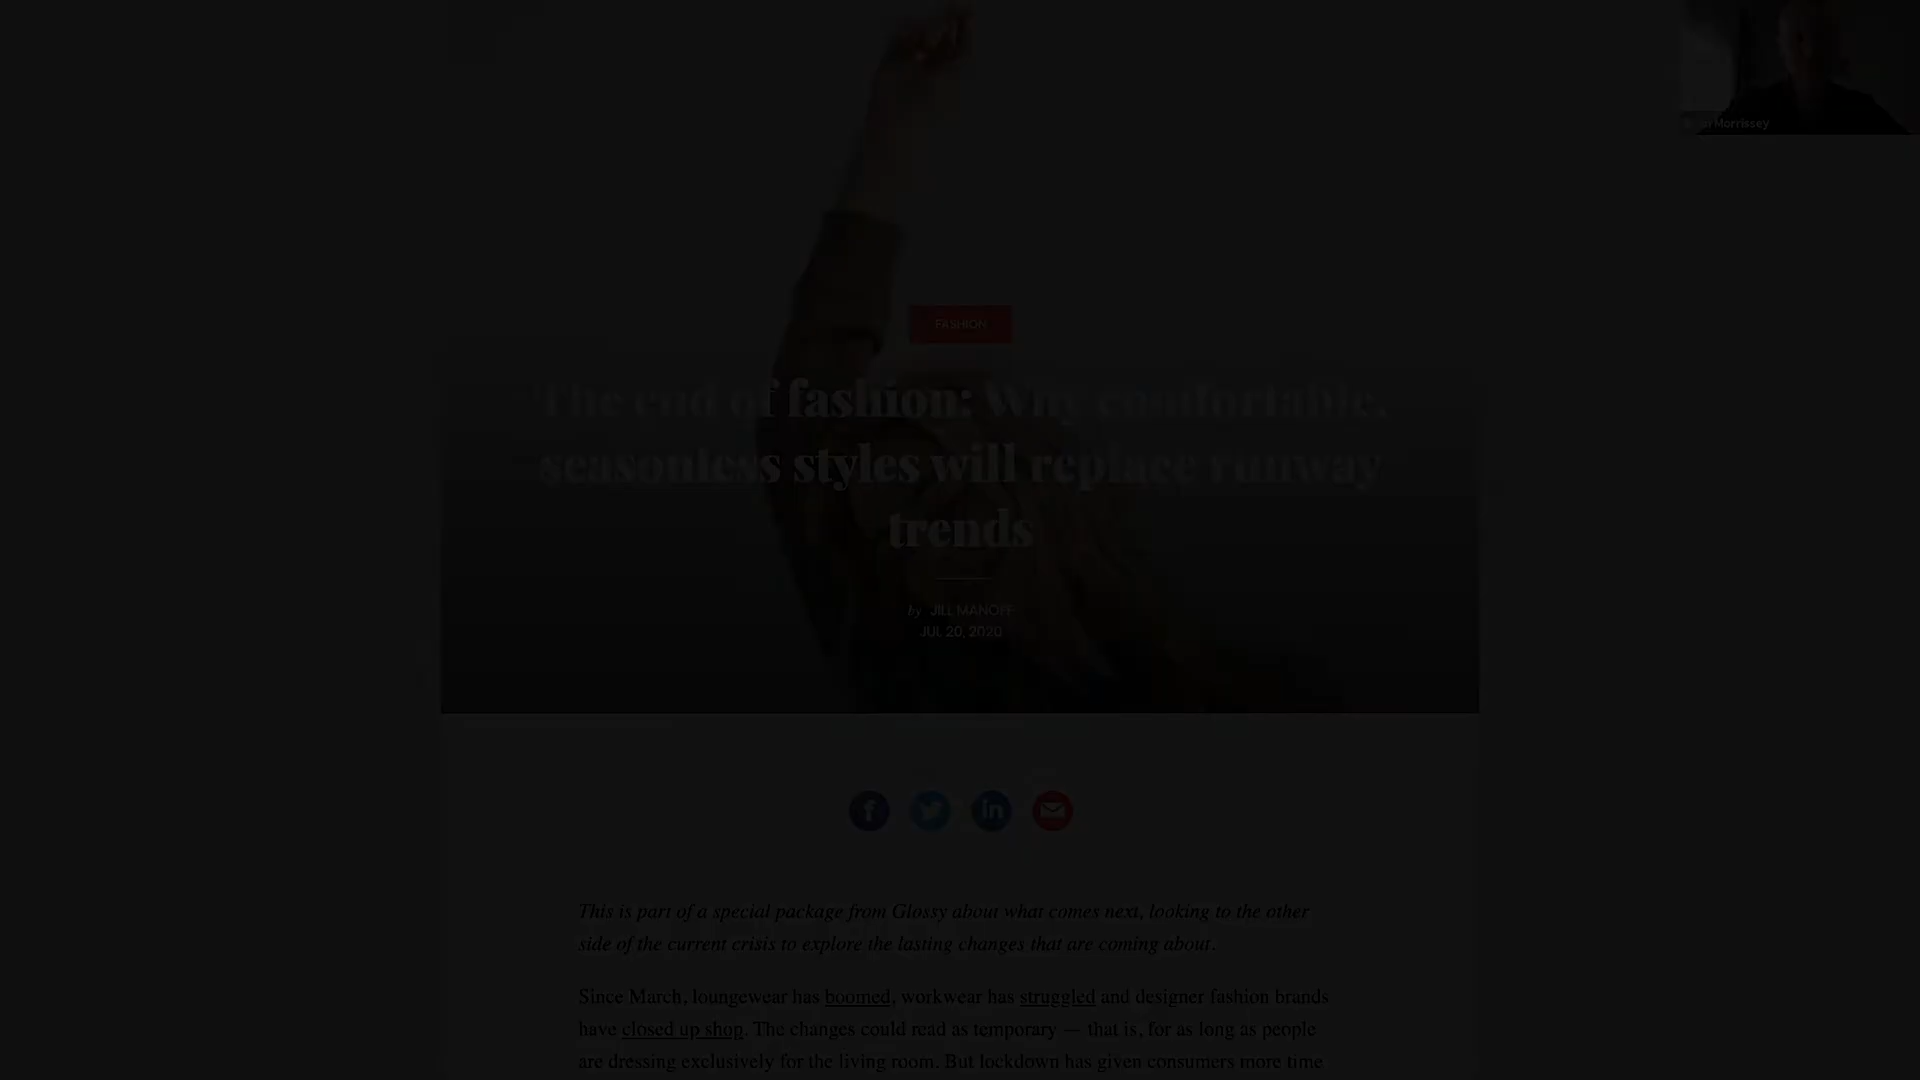 Morrissey
FASHION
The end of fashion: Why comfortable,
seasonless styles will replace runway
trends
by JILL MANOFF
JUL 20, 2020
This is part of a special package from Glossy about what comes next, looking to the other
side of the current crisis to explore the lasting changes that are coming about.
Since March, loungewear has boomed, workwear has struggled and designer fashion brands
have closed up shop. The changes could read as temporary — that is, for as long as people
are dressing exclusively for the living room. But lockdown has given consumers more time